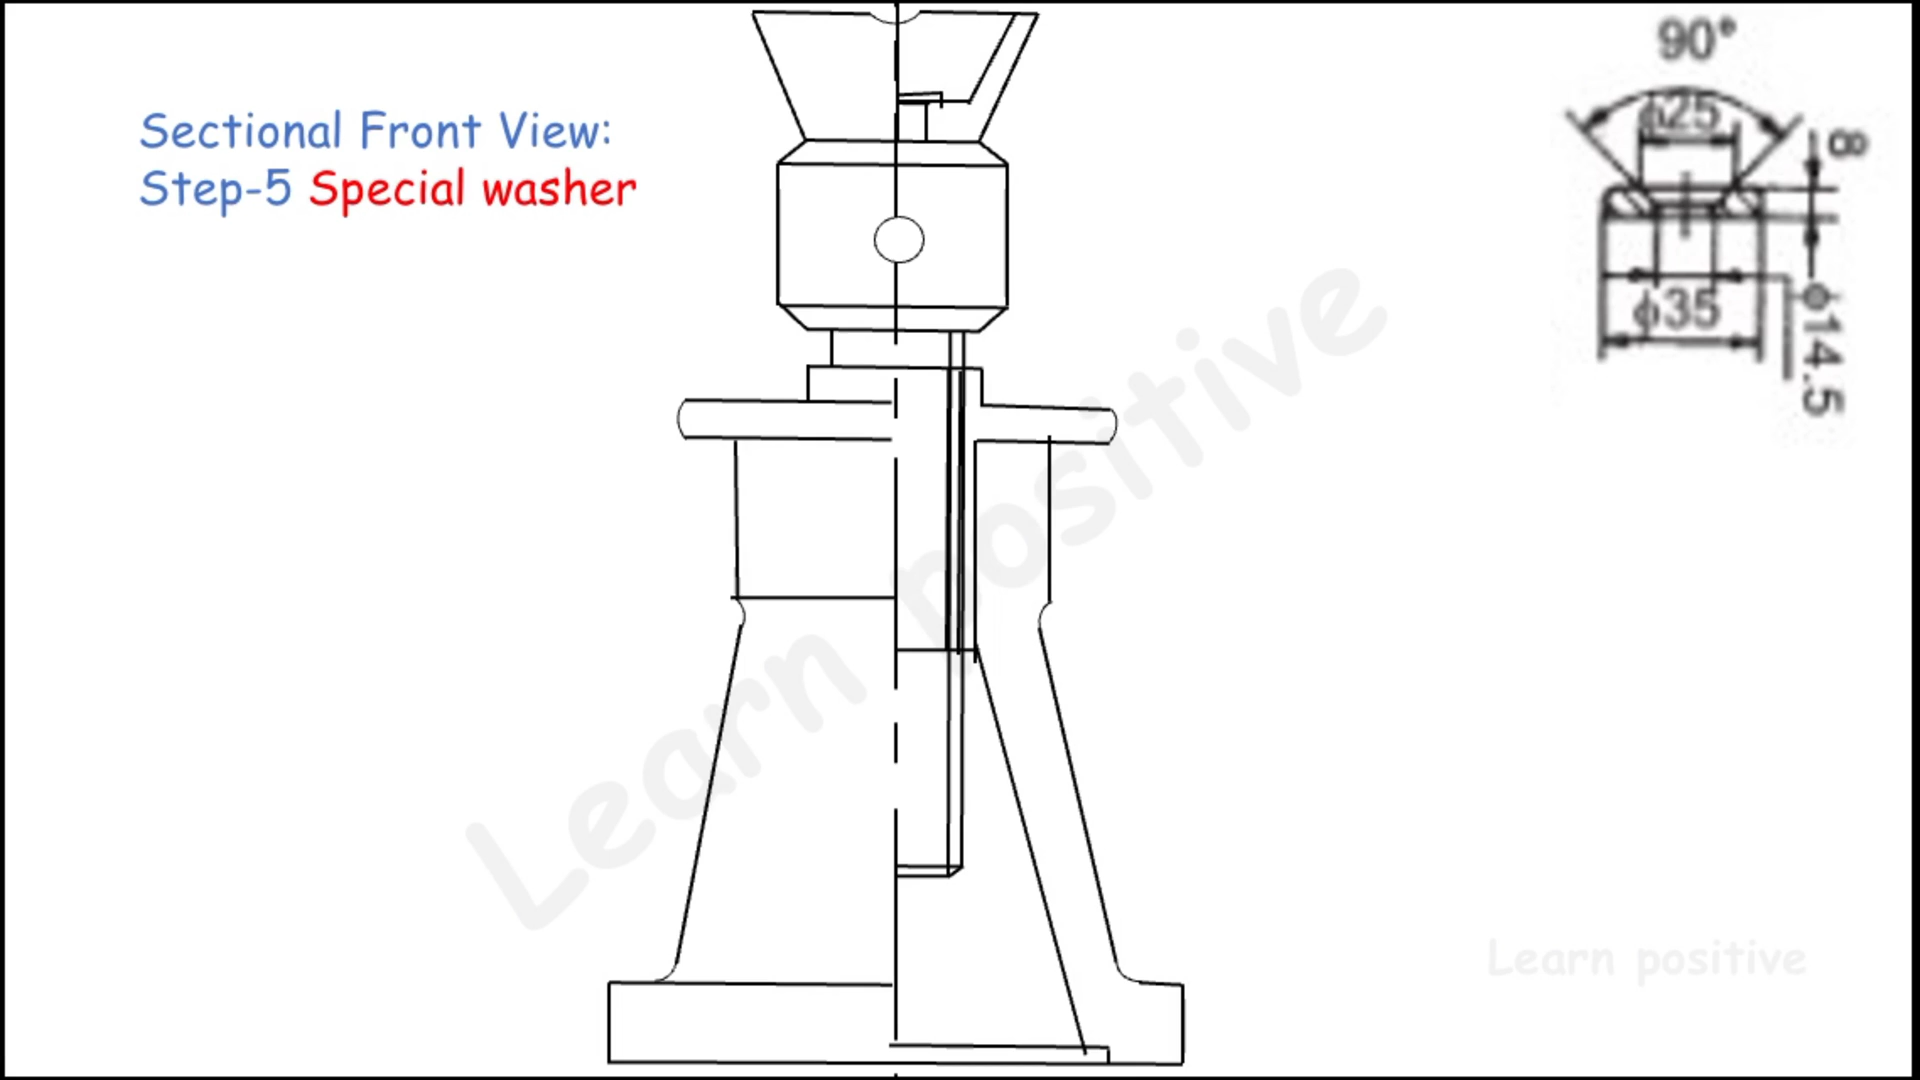 Sectional Front View:
Step-5 Special washer
90°
ϕ25
8
ϕ35
ϕ14.5
Learn positive
Learn positive